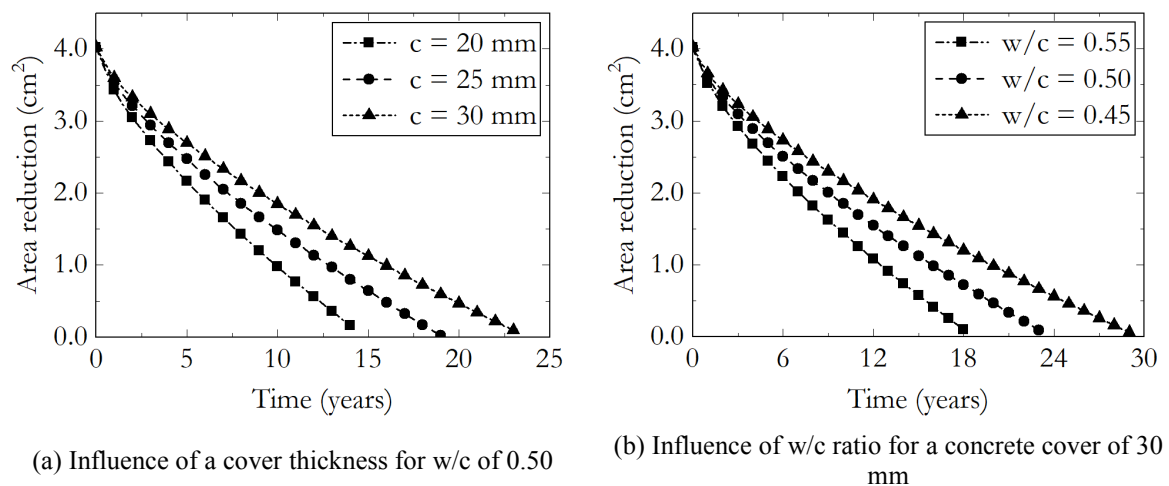 4.0
3.0
2.0
1.0
0.0
Area reduction (cm²)
c = 20 mm
c = 25 mm
c = 30 mm
0 5 10 15 20 25
Time (years)
(a) Influence of a cover thickness for w/c of 0.50
4.0
3.0
2.0
1.0
0.0
Area reduction (cm²)
w/c = 0.55
w/c = 0.50
w/c = 0.45
0 6 12 18 24 30
Time (years)
(b) Influence of w/c ratio for a concrete cover of 30
mm